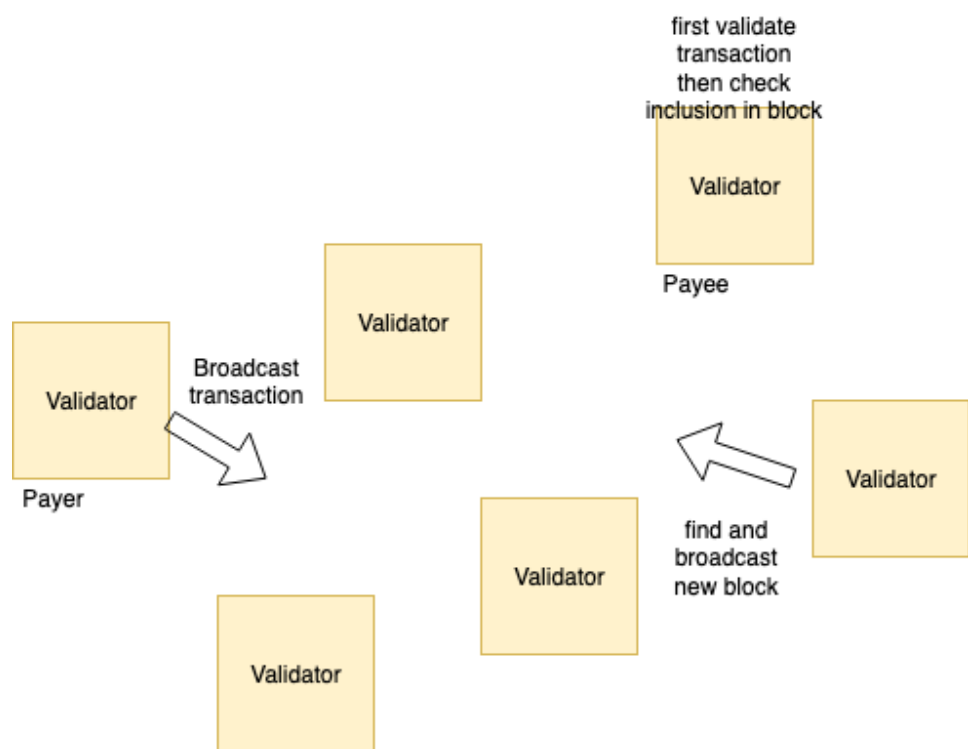 first validate
transaction
then check
inclusion in block
Validator
Payee
Validator
Broadcast
transaction
Validator
Payer
Validator
find and
broadcast
new block
Validator
Validator